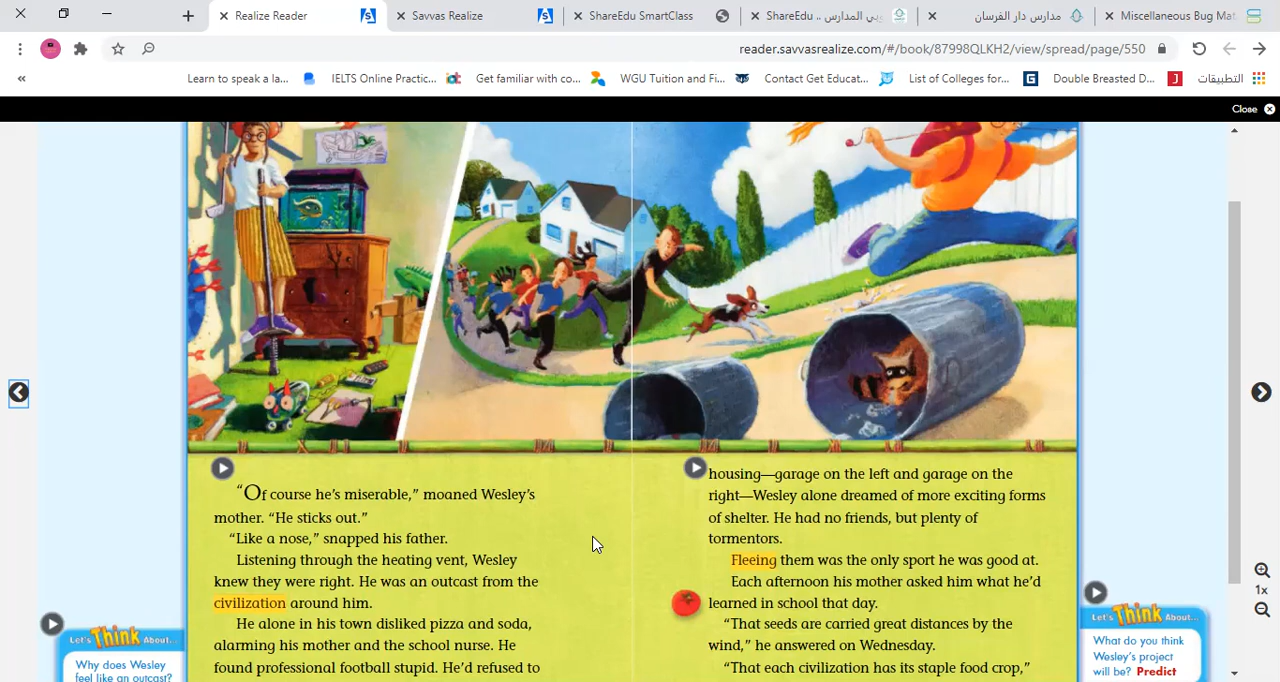 Realize Reader
Savvas Realize
ShareEdu SmartClass
ShareEdu .. بي المدارس
مدارس دار الفرسان
Miscellaneous Bug Mat
reader.savvasrealize.com/#/book/87998QLKH2/view/spread/page/550
Learn to speak a la...
IELTS Online Practic...
Get familiar with co...
WGU Tuition and Fi...
Contact Get Educat...
List of Colleges for...
Double Breasted D...
التطبيقات
Close
"Of course he's miserable," moaned Wesley's
mother. "He sticks out."
"Like a nose," snapped his father.
Listening through the heating vent, Wesley
knew they were right. He was an outcast from the
civilization around him.
He alone in his town disliked pizza and soda,
alarming his mother and the school nurse. He
found professional football stupid. He'd refused to
housing—garage on the left and garage on the
right—Wesley alone dreamed of more exciting forms
of shelter. He had no friends, but plenty of
tormentors.
Fleeing them was the only sport he was good at.
Each afternoon his mother asked him what he'd
learned in school that day.
"That seeds are carried great distances by the
wind," he answered on Wednesday.
"That each civilization has its staple food crop,"
Let's Think About...
Why does Wesley
feel like an outcast?
Let's Think About...
What do you think
Wesley's project
will be? Predict
1x